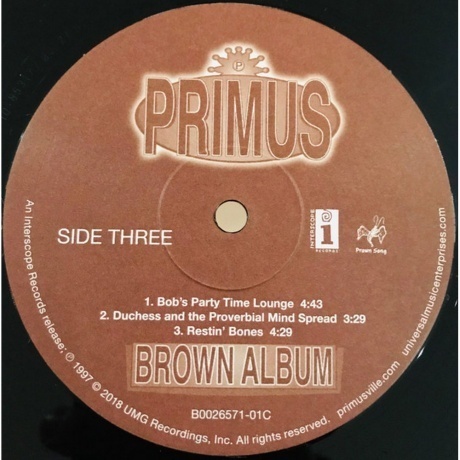 PRIMUS
SIDE THREE
INTERSCOPE
i
records
Prawn Song
1. Bob's Party Time Lounge 4:43
2. Duchess and the Proverbial Mind Spread 3:29
3. Restin' Bones 4:29
BROWN ALBUM
B0026571-01C
An Interscope Records release; ℗ 1997 © 2018 UMG Recordings, Inc. All rights reserved. primusville.com, universalmusicenterprises.com